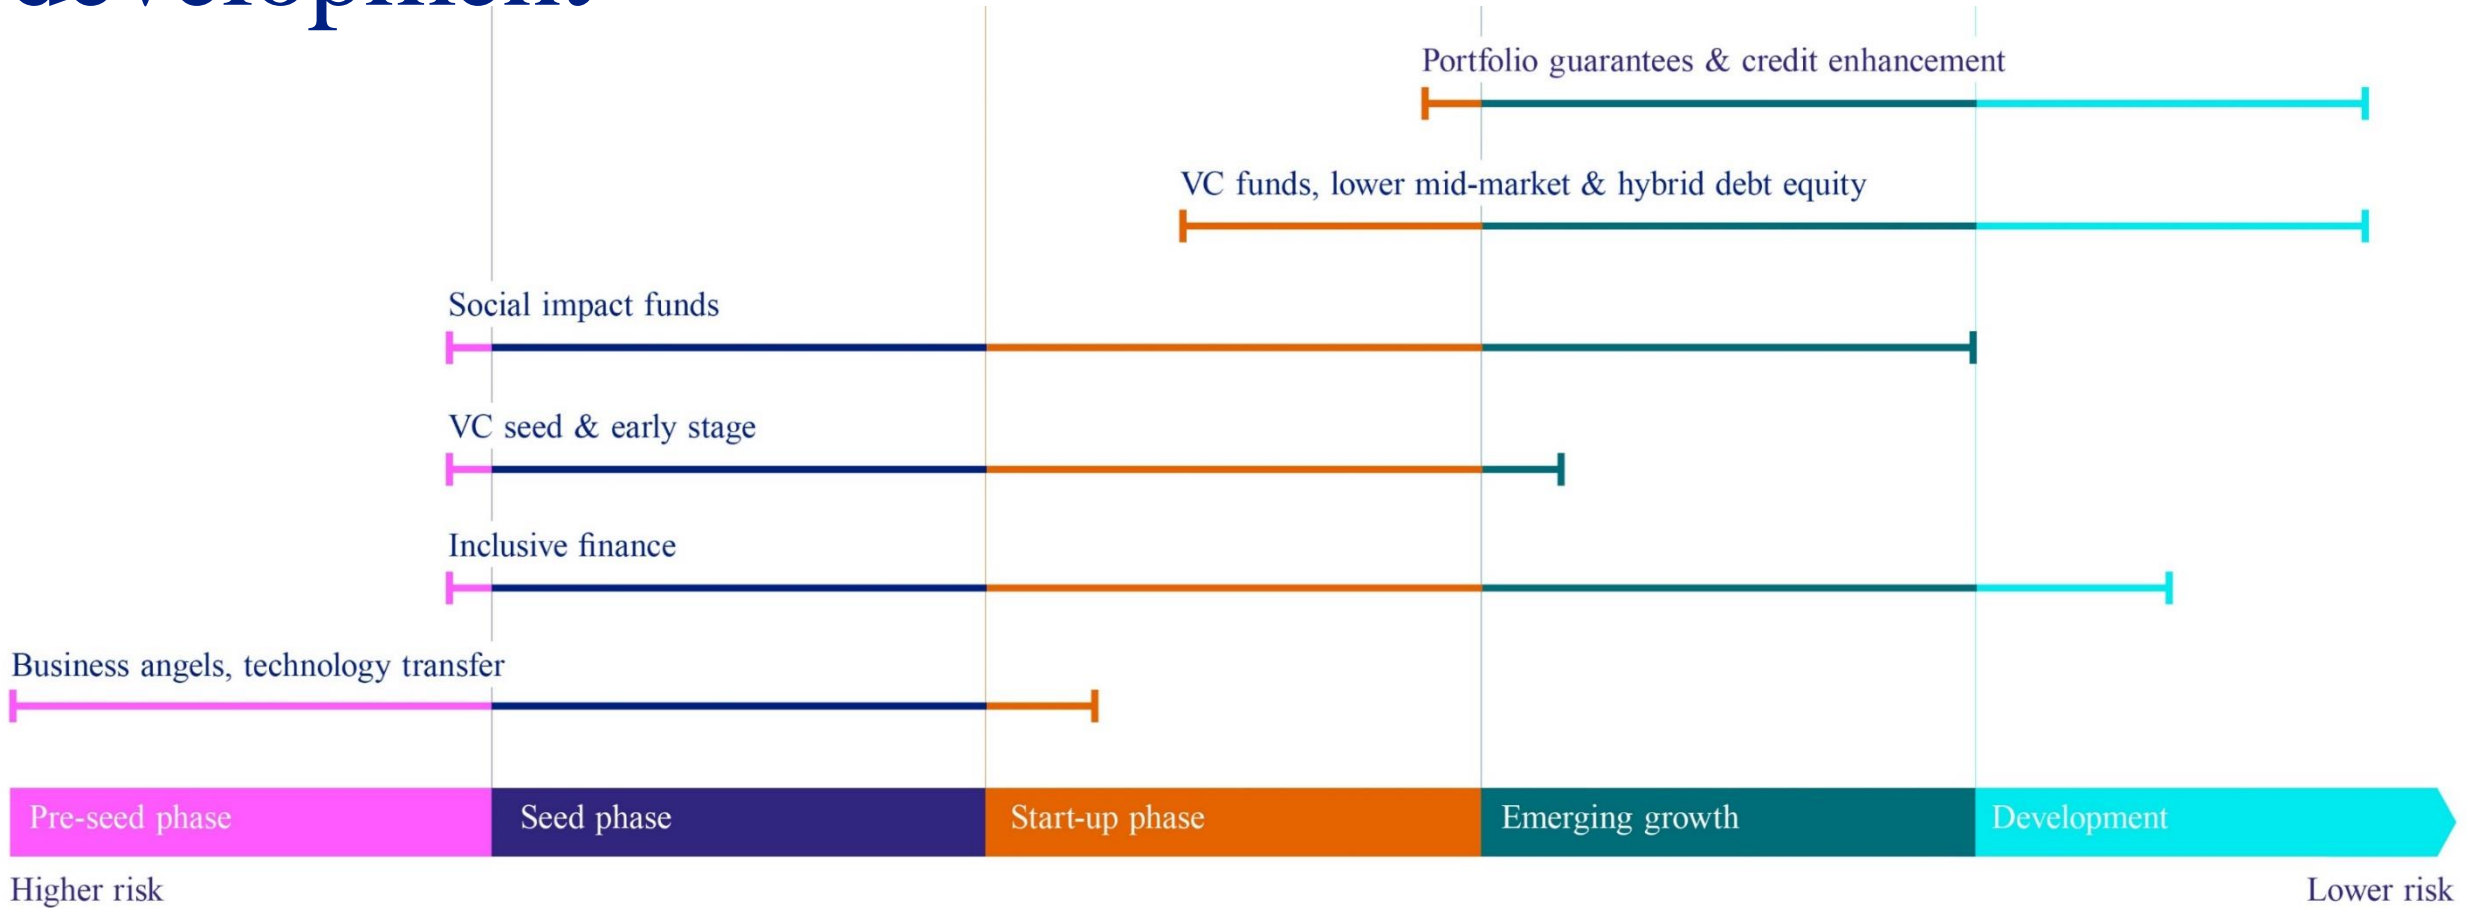 development
Portfolio guarantees & credit enhancement
VC funds, lower mid-market & hybrid debt equity
Social impact funds
VC seed & early stage
Inclusive finance
Business angels, technology transfer
Pre-seed phase
Seed phase
Start-up phase
Emerging growth
Development
Higher risk
Lower risk